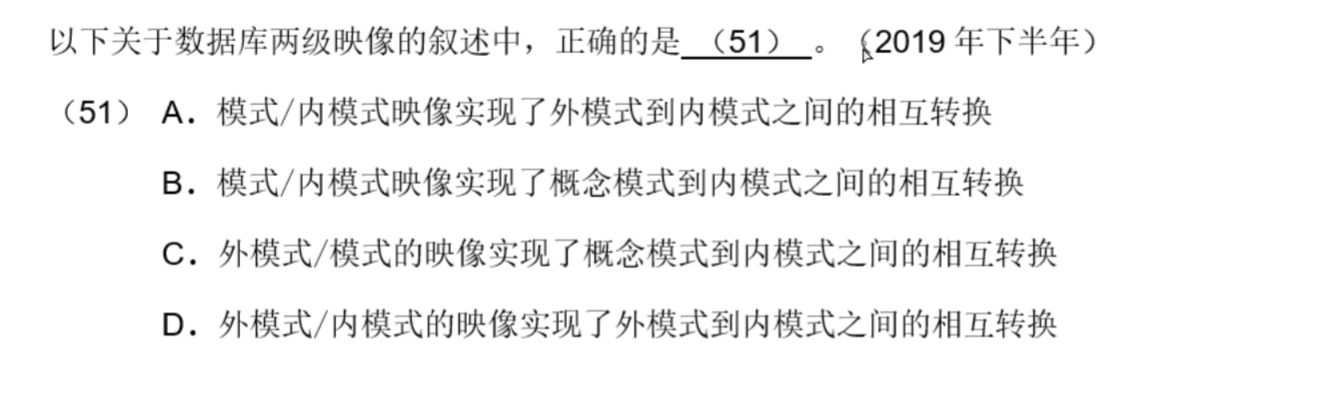 以下关于数据库两级映像的叙述中，正确的是 （51） 。（2019 年下半年）
（51） A．模式/内模式映像实现了外模式到内模式之间的相互转换
B．模式/内模式映像实现了概念模式到内模式之间的相互转换
C．外模式/模式的映像实现了概念模式到内模式之间的相互转换
D．外模式/内模式的映像实现了外模式到内模式之间的相互转换